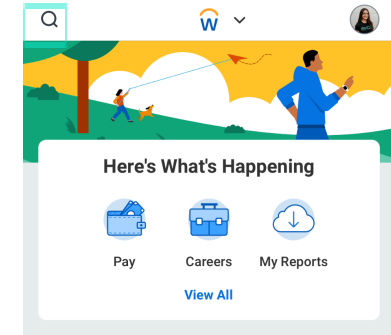 Here's What's Happening
Pay
Careers
My Reports
View All